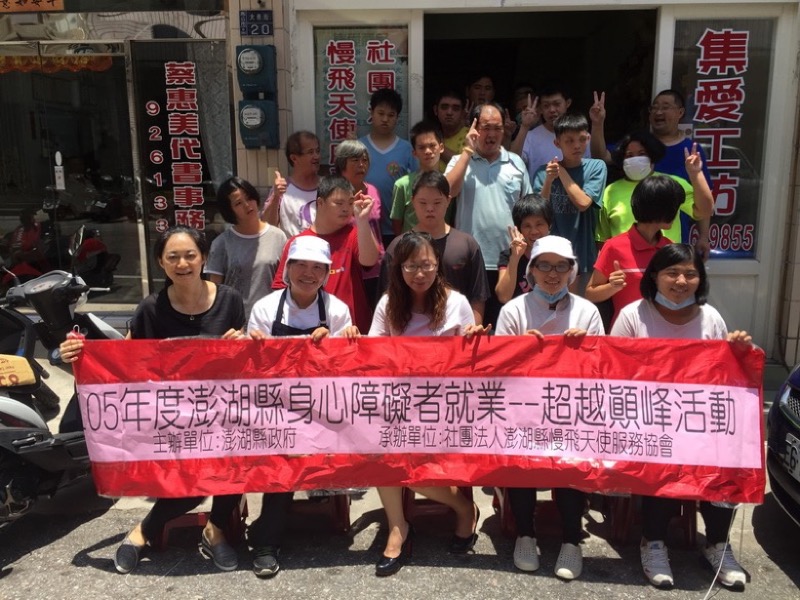 20
社團
慢飛天使
集愛工坊
9855
蔡惠美代書事務
926138
105年度澎湖縣身心障礙者就業--超越顛峰活動
主辦單位:澎湖縣政府 承辦單位:社團法人澎湖縣慢飛天使服務協會